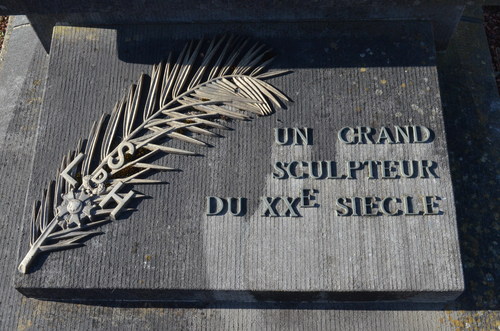 UN GRAND
SCULPTEUR
DU XXE SIECLE